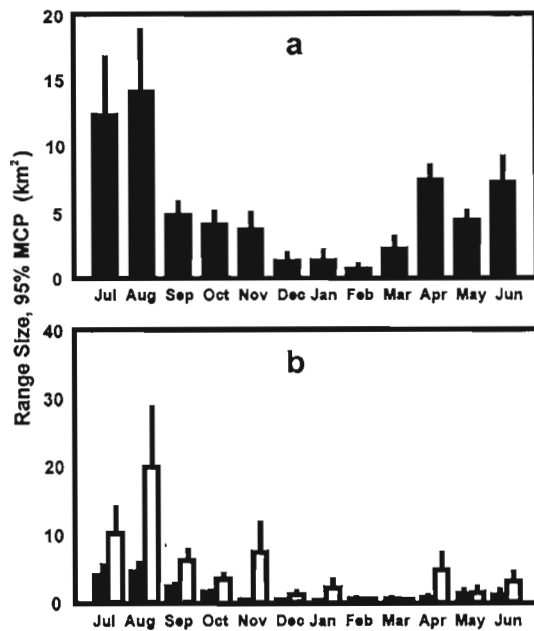 Range Size, 95% MCP (km²)
a
20
15
10
5
0
Jul Aug Sep Oct Nov Dec Jan Feb Mar Apr May Jun
b
40
30
20
10
0
Jul Aug Sep Oct Nov Dec Jan Feb Mar Apr May Jun